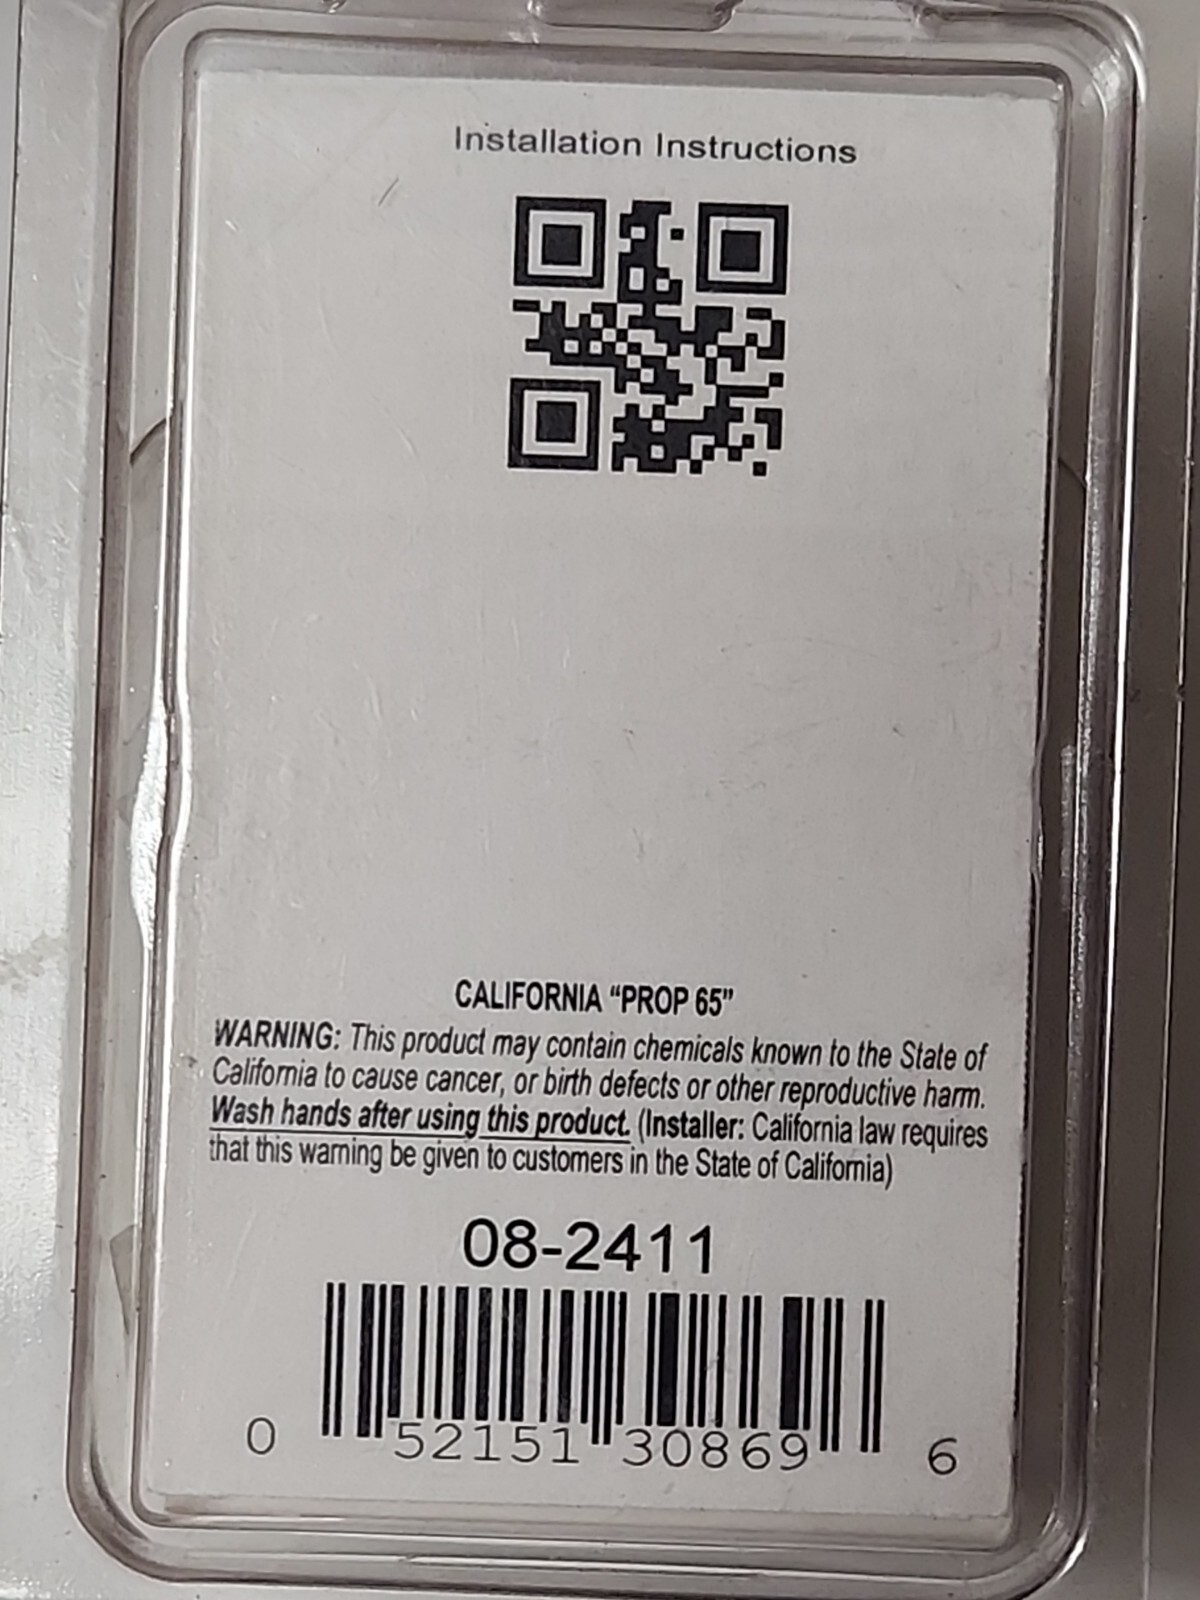 Installation Instructions
CALIFORNIA “PROP 65”
WARNING: This product may contain chemicals known to the State of
California to cause cancer, or birth defects or other reproductive harm.
Wash hands after using this product. (Installer: California law requires
that this warning be given to customers in the State of California)
08-2411
0 52151 30869 6